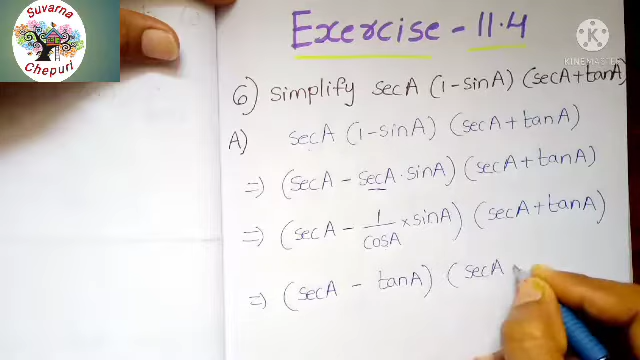 Suvarna
Chepuri
Exercise - 11.4
KINEMASTER
6) Simplify secA (1-sinA) (secA+tanA)
A) secA (1-sinA) (secA+tanA)
=> (secA - secA·sinA) (secA+tanA)
=> (secA - 1/cosA × sinA) (secA+tanA)
=> (secA - tanA) (secA